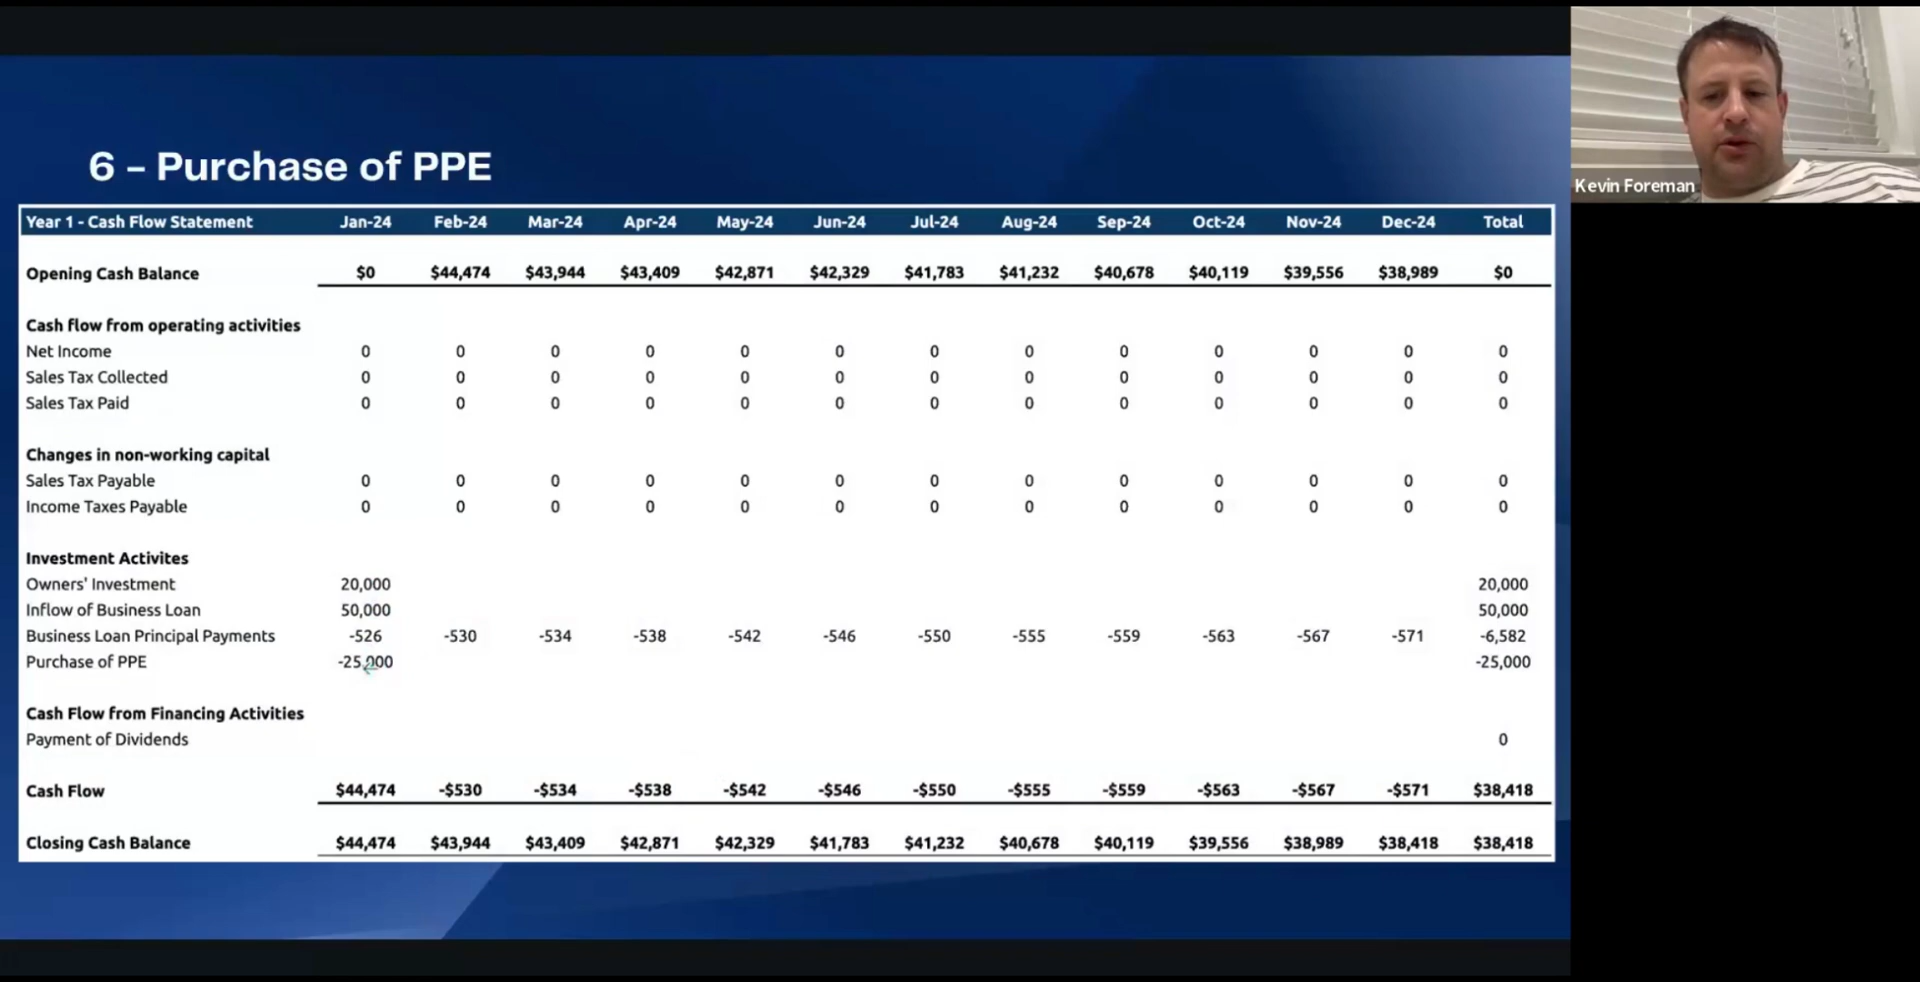 6 – Purchase of PPE
Year 1 - Cash Flow Statement Jan-24 Feb-24 Mar-24 Apr-24 May-24 Jun-24 Jul-24 Aug-24 Sep-24 Oct-24 Nov-24 Dec-24 Total
Opening Cash Balance $0 $44,474 $43,944 $43,409 $42,871 $42,329 $41,783 $41,232 $40,678 $40,119 $39,556 $38,989 $0
Cash flow from operating activities
Net Income 0 0 0 0 0 0 0 0 0 0 0 0 0
Sales Tax Collected 0 0 0 0 0 0 0 0 0 0 0 0 0
Sales Tax Paid 0 0 0 0 0 0 0 0 0 0 0 0 0
Changes in non-working capital
Sales Tax Payable 0 0 0 0 0 0 0 0 0 0 0 0 0
Income Taxes Payable 0 0 0 0 0 0 0 0 0 0 0 0 0
Investment Activites
Owners' Investment 20,000 20,000
Inflow of Business Loan 50,000 50,000
Business Loan Principal Payments -526 -530 -534 -538 -542 -546 -550 -555 -559 -563 -567 -571 -6,582
Purchase of PPE -25,000 -25,000
Cash Flow from Financing Activities
Payment of Dividends 0
Cash Flow $44,474 -$530 -$534 -$538 -$542 -$546 -$550 -$555 -$559 -$563 -$567 -$571 $38,418
Closing Cash Balance $44,474 $43,944 $43,409 $42,871 $42,329 $41,783 $41,232 $40,678 $40,119 $39,556 $38,989 $38,418 $38,418
Kevin Foreman